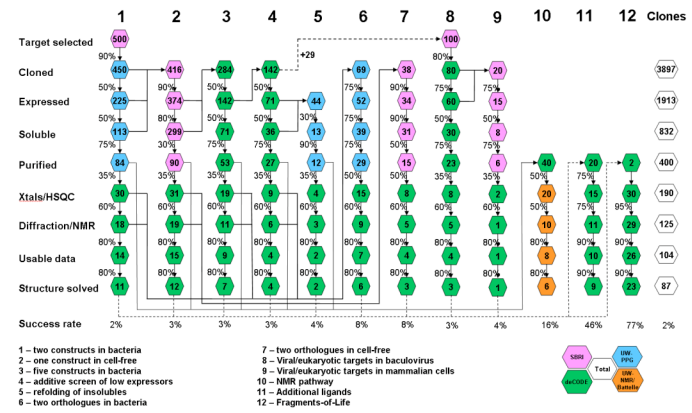 1 2 3 4 5 6 7 8 9 10 11 12 Clones
Target selected 500 100
90% +29 80%
Cloned 450 416 284 142 69 38 80 20 3897
50% 90% 50% 50% 75% 90% 75% 75%
Expressed 225 374 142 71 44 52 34 60 15 1913
50% 80% 50% 50% 30% 75% 90% 50% 50%
Soluble 113 299 71 36 13 39 31 30 8 832
75% 30% 75% 75% 90% 75% 50% 75% 75%
Purified 84 90 53 27 12 29 15 23 6 40 20 2 400
35% 35% 35% 35% 35% 50% 50% 35% 35% 50% 75%
Xtals/HSQC 30 31 19 9 4 15 8 8 2 20 15 30 190
60% 60% 60% 60% 60% 60% 60% 60% 60% 50% 75% 95%
Diffraction/NMR 18 19 11 6 3 9 5 5 1 10 11 29 125
80% 80% 80% 80% 80% 80% 80% 80% 80% 80% 90% 90%
Usable data 14 15 9 4 2 7 4 4 1 8 10 26 104
80% 80% 80% 80% 80% 80% 80% 80% 80% 80% 90% 90%
Structure solved 11 12 7 4 2 6 3 3 1 6 9 23 87
Success rate 2% 3% 3% 3% 4% 8% 8% 3% 4% 16% 46% 77% 2%
1 – two constructs in bacteria
2 – one construct in cell-free
3 – five constructs in bacteria
4 – additive screen of low expressors
5 – refolding of insolubles
6 – two orthologues in bacteria
7 – two orthologues in cell-free
8 – Viral/eukaryotic targets in baculovirus
9 – Viral/eukaryotic targets in mammalian cells
10 – NMR pathway
11 – Additional ligands
12 – Fragments-of-Life
SBRI
UW-
PPG
Total
deCODE
UW-
NMR/
Battelle